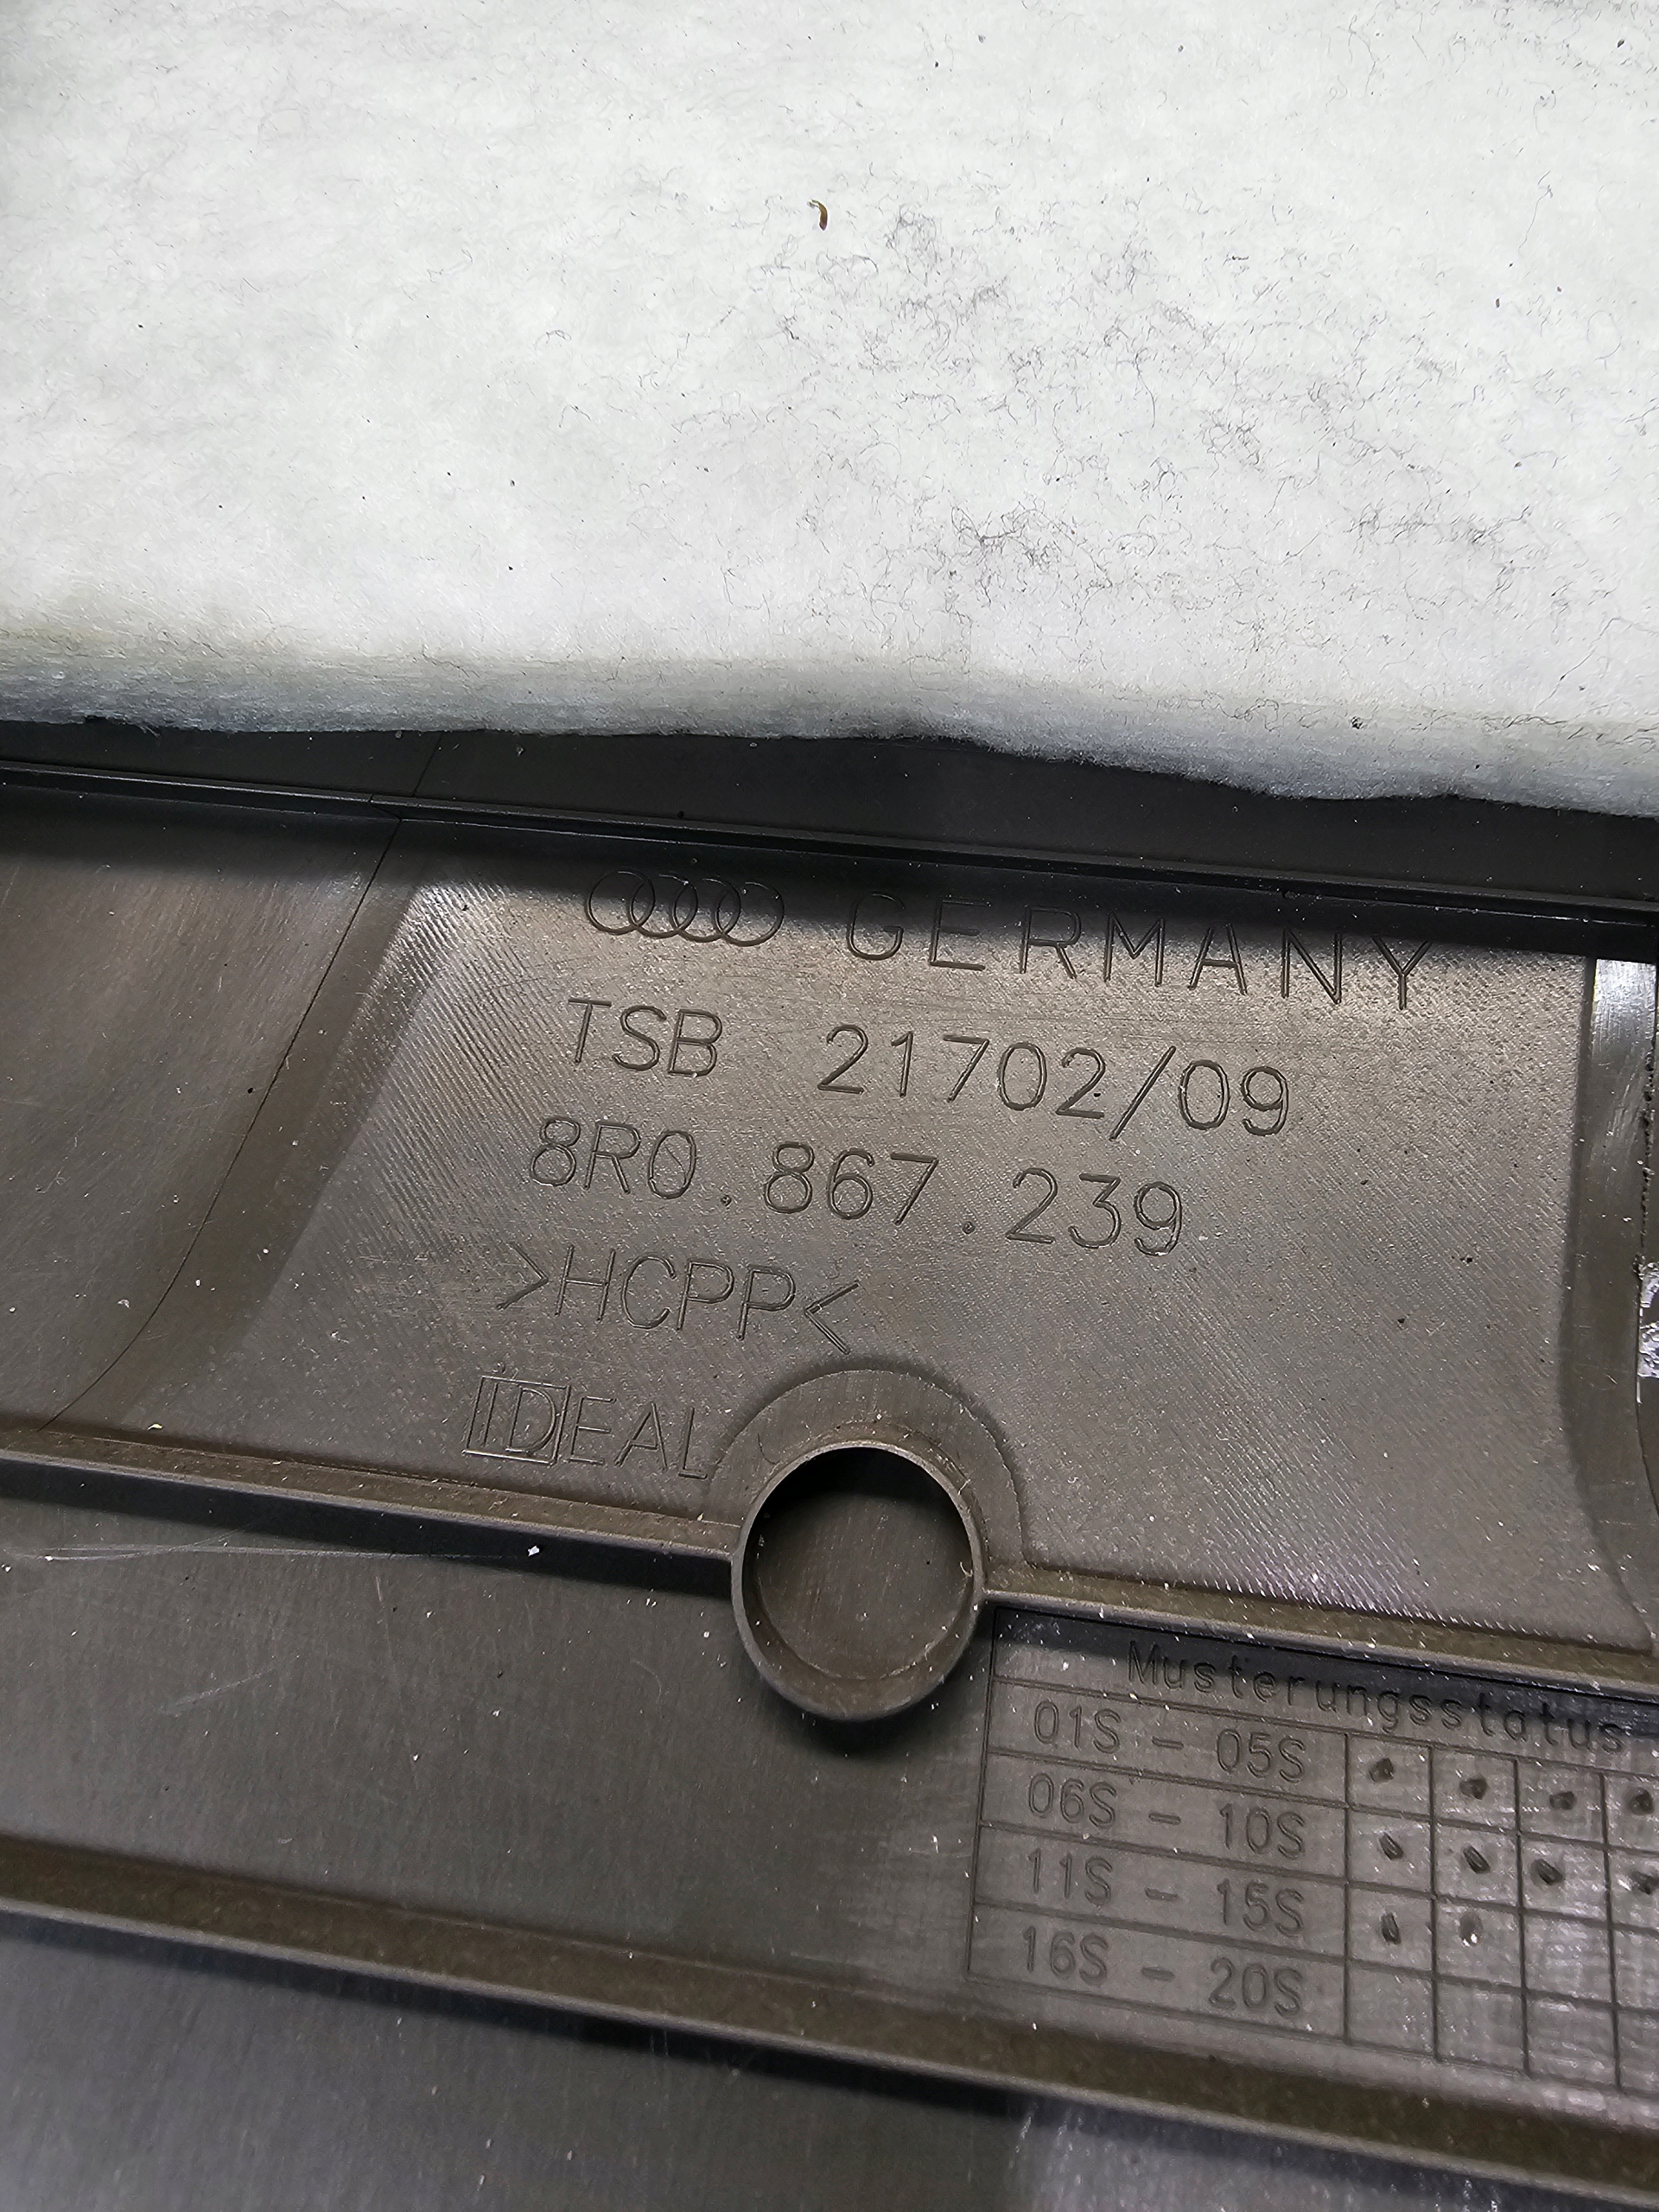 GERMANY
TSB 21702/09
8R0.867.239
>HCPP<
IDEAL
Musterungsstatus
01S - 05S
06S - 10S
11S - 15S
16S - 20S